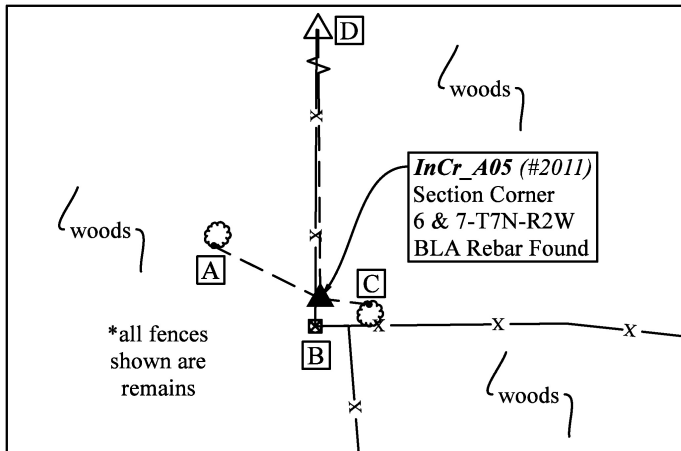 D
woods
InCr_A05 (#2011)
Section Corner
6 & 7-T7N-R2W
BLA Rebar Found
X
X
woods
A
C
*all fences
shown are
remains
B
X
X
X
woods
X